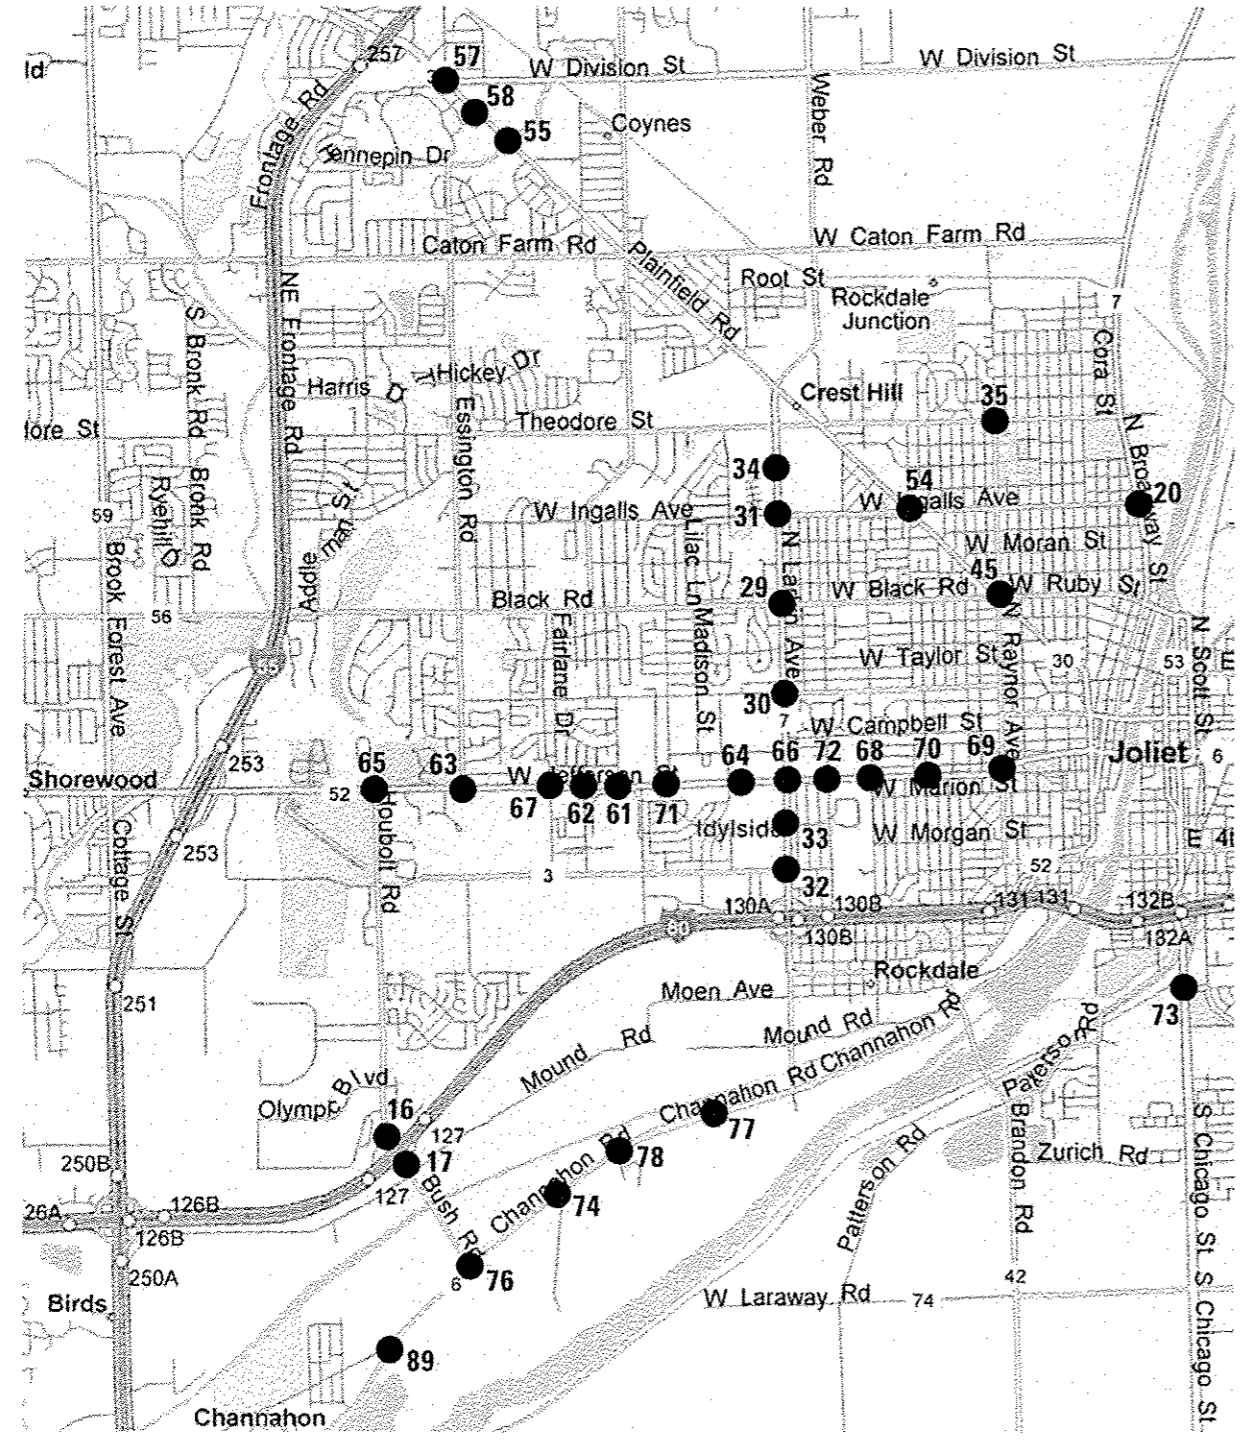 ld
257
57
W Division St
W Division St
58
Frontage Rd
55
Coynes
Weber Rd
Hennepin Dr
Caton Farm Rd
W Caton Farm Rd
Plainfield Rd
Root St
Rockdale
Junction
7
NE Frontage Rd
S Bronk Rd
Cora St
Hickey Dr
Harris
Crest Hill
35
Essington Rd
Theodore St
lore St
N Broadway St
34
54
20
Bronk Rd
Ryehill
59
W Ingalls Ave
31
W Ingalls Ave
Lilac Ln
N Larkin Ave
W Moran St
Brook Forest Ave
45
29
W Black Rd
W Ruby St
Black Rd
56
Fairlane Dr
Madison St
N Raynor Ave
N Scott St
W Taylor St
30
53
E
30
7
W Campbell St
253
65
63
64
66
72
68
70
69
Joliet
6
Shorewood
52
W Jefferson St
67
62
61
71
W Marion St
Houbolt Rd
Cottage St
Idylside
33
W Morgan St
E 4t
253
3
52
32
130A
130B
131
131
132B
130B
132A
80
Rockdale
Moen Ave
251
73
Mound Rd
Mound Rd
Channahon Rd
Patterson Rd
Blvd
Olympi
16
Channahon Rd
77
127
17
78
Brandon Rd
Zurich Rd
S Chicago St
250B
127
Bush Rd
Channahon Rd
74
Patterson Rd
26A
126B
126B
250A
6
76
42
W Laraway Rd
74
Birds
S Chicago St
89
Channahon